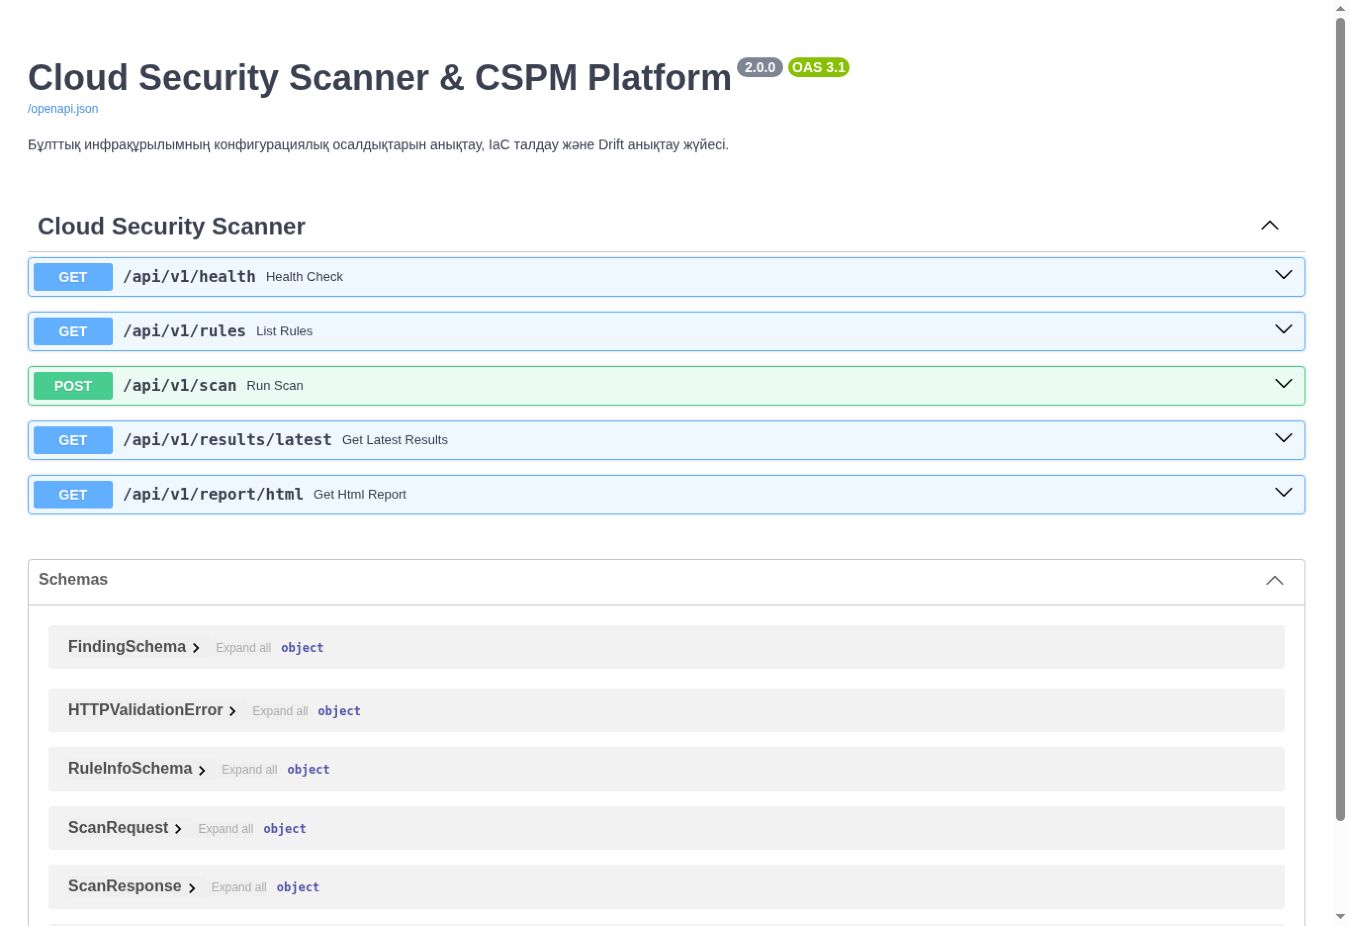 Cloud Security Scanner & CSPM Platform 2.0.0 OAS 3.1
/openapi.json
Бұлттық инфрақұрылымның конфигурациялық осалдықтарын анықтау, IaC талдау және Drift анықтау жүйесі.
Cloud Security Scanner
GET /api/v1/health Health Check
GET /api/v1/rules List Rules
POST /api/v1/scan Run Scan
GET /api/v1/results/latest Get Latest Results
GET /api/v1/report/html Get Html Report
Schemas
FindingSchema Expand all object
HTTPValidationError Expand all object
RuleInfoSchema Expand all object
ScanRequest Expand all object
ScanResponse Expand all object